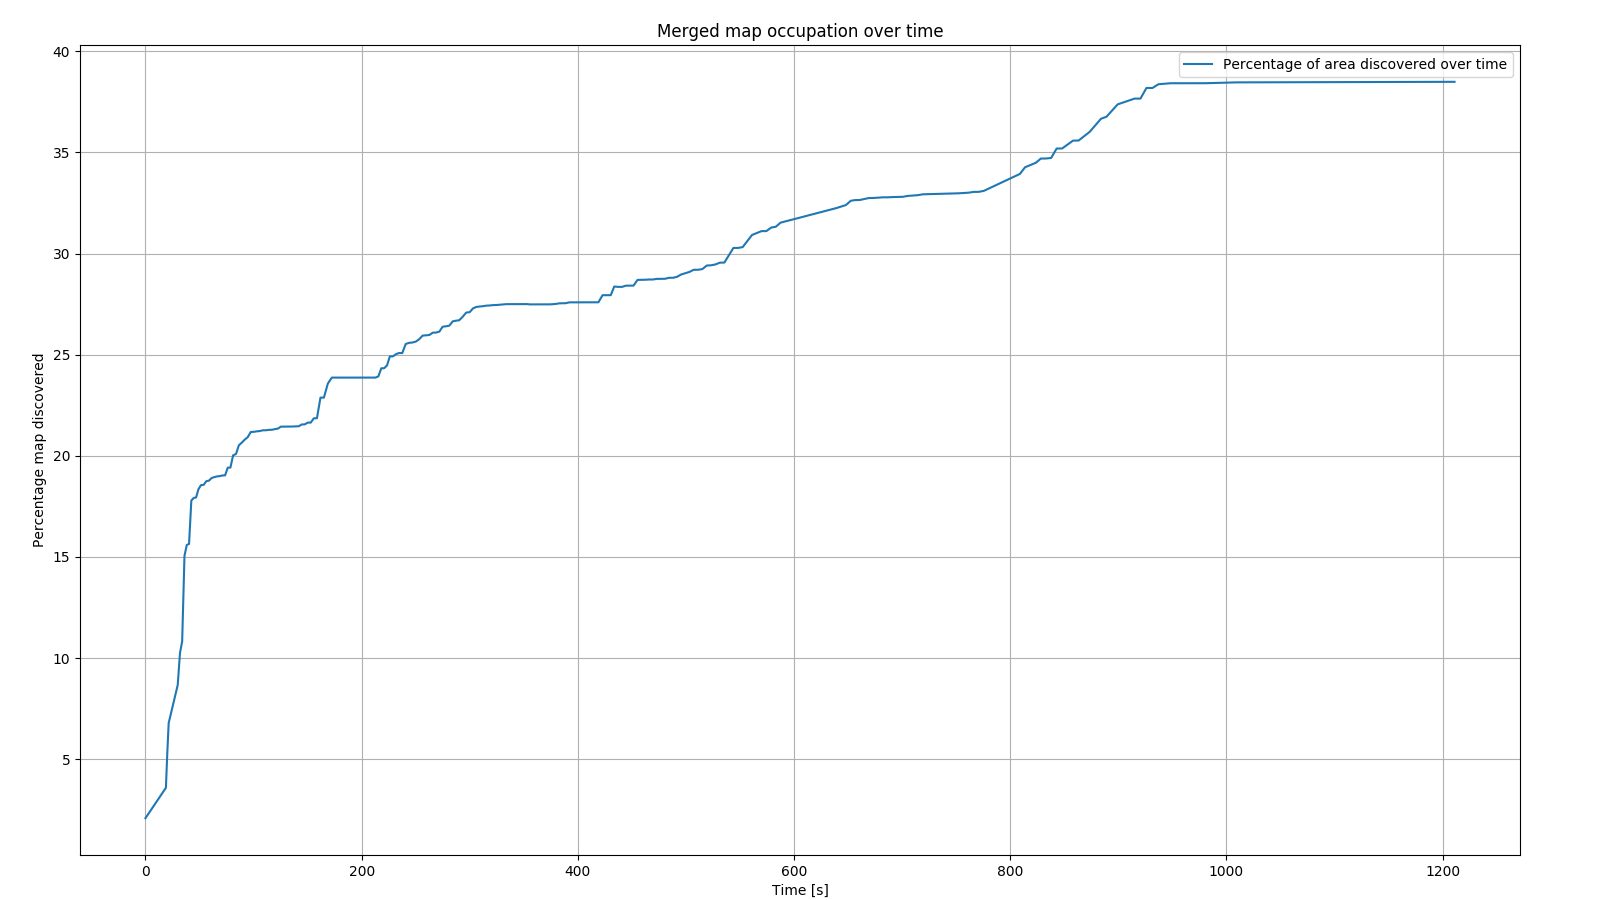 Merged map occupation over time
Percentage of area discovered over time
Percentage map discovered
40
35
30
25
20
15
10
5
0 200 400 600 800 1000 1200
Time [s]